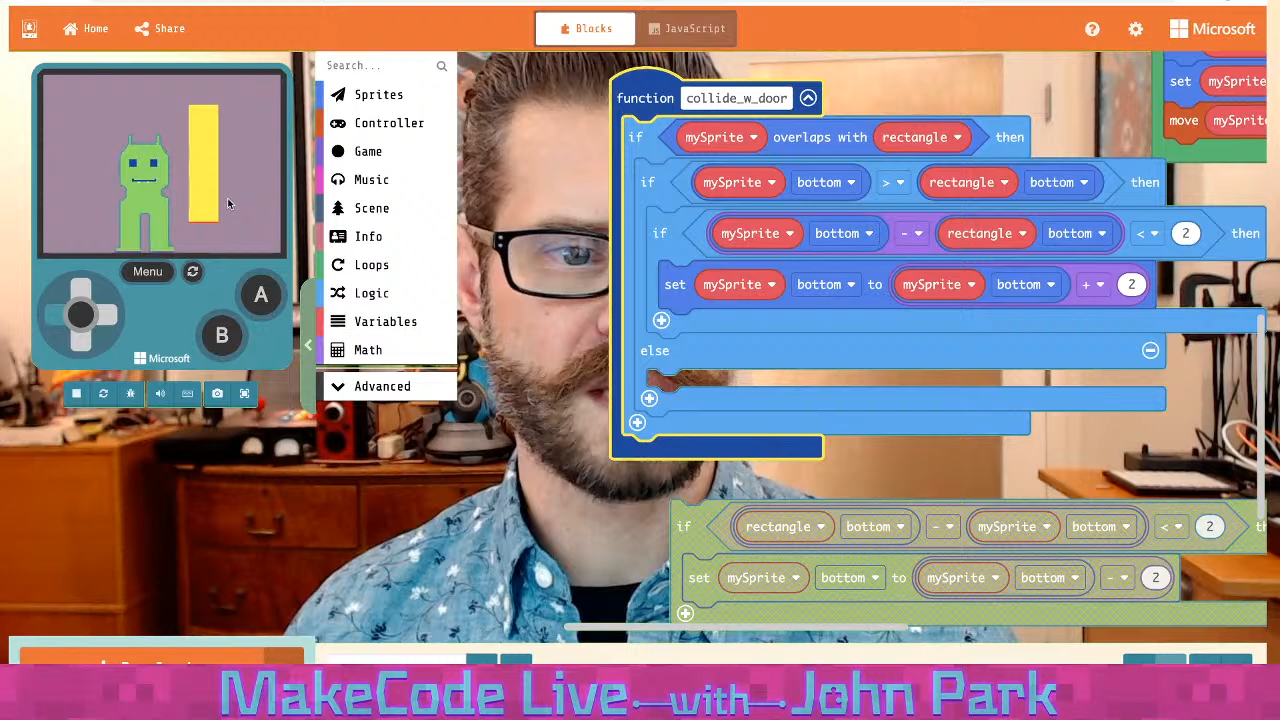 Home
Share
Blocks
JavaScript
Microsoft
Search...
Sprites
Controller
Game
Music
Scene
Info
Loops
Logic
Variables
Math
Advanced
Menu
A
B
Microsoft
function collide_w_door
if mySprite overlaps with rectangle then
if mySprite bottom > rectangle bottom then
if mySprite bottom - rectangle bottom < 2 then
set mySprite bottom to mySprite bottom + 2
else
set mySprite
move mySprite
if rectangle bottom - mySprite bottom < 2 th
set mySprite bottom to mySprite bottom - 2
MakeCode Live with John Park